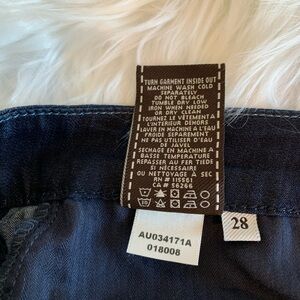 TURN GARMENT INSIDE OUT
MACHINE WASH COLD
SEPARATELY
DO NOT BLEACH
TUMBLE DRY LOW
IRON WHEN NEEDED
OR DRY CLEAN
TOURNEZ LE VÊTEMENT À
L'INTERIEUR DEHORS
LAVER EN MACHINE À EAU
FROIDE SEPAREMENT
NE PAS UTILISER D'EAU
DE JAVEL
SECHAGE EN MACHINE À
BASSE TEMPERATURE
REPASSER AU FER TIEDE
SI NÉCESSAIRE
OU NETTOYAGE À SEC
RN # 115561
CA # 56266
AU034171A
018008
28